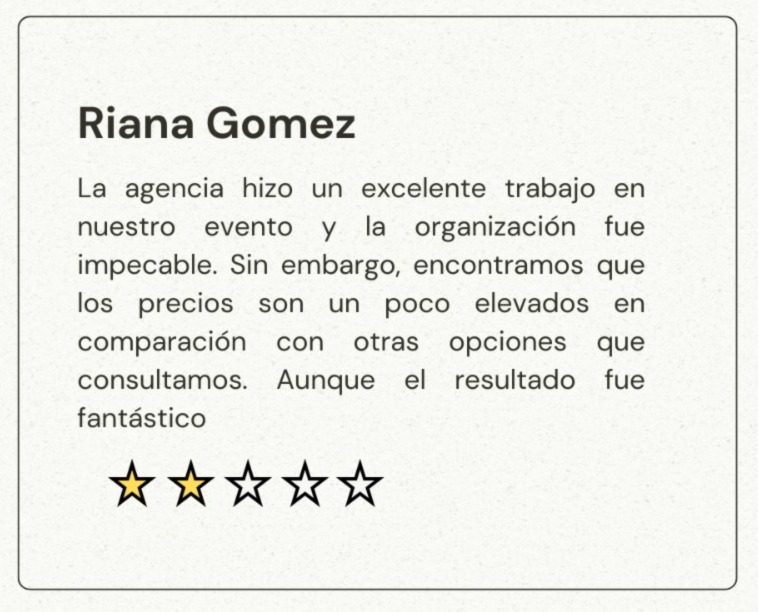 Riana Gomez
La agencia hizo un excelente trabajo en
nuestro evento y la organización fue
impecable. Sin embargo, encontramos que
los precios son un poco elevados en
comparación con otras opciones que
consultamos. Aunque el resultado fue
fantástico